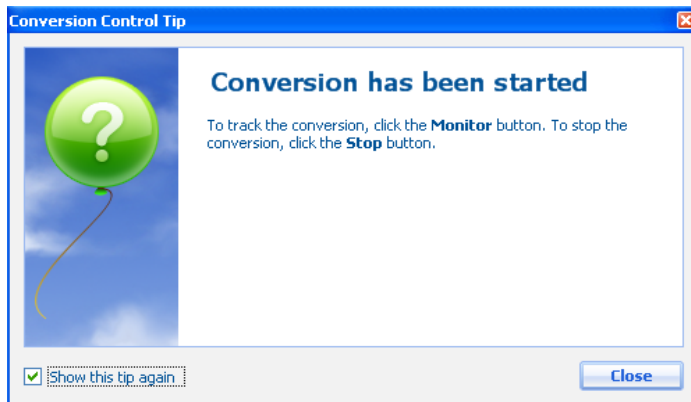 Conversion Control Tip
?
Conversion has been started
To track the conversion, click the Monitor button. To stop the
conversion, click the Stop button.
Show this tip again
Close